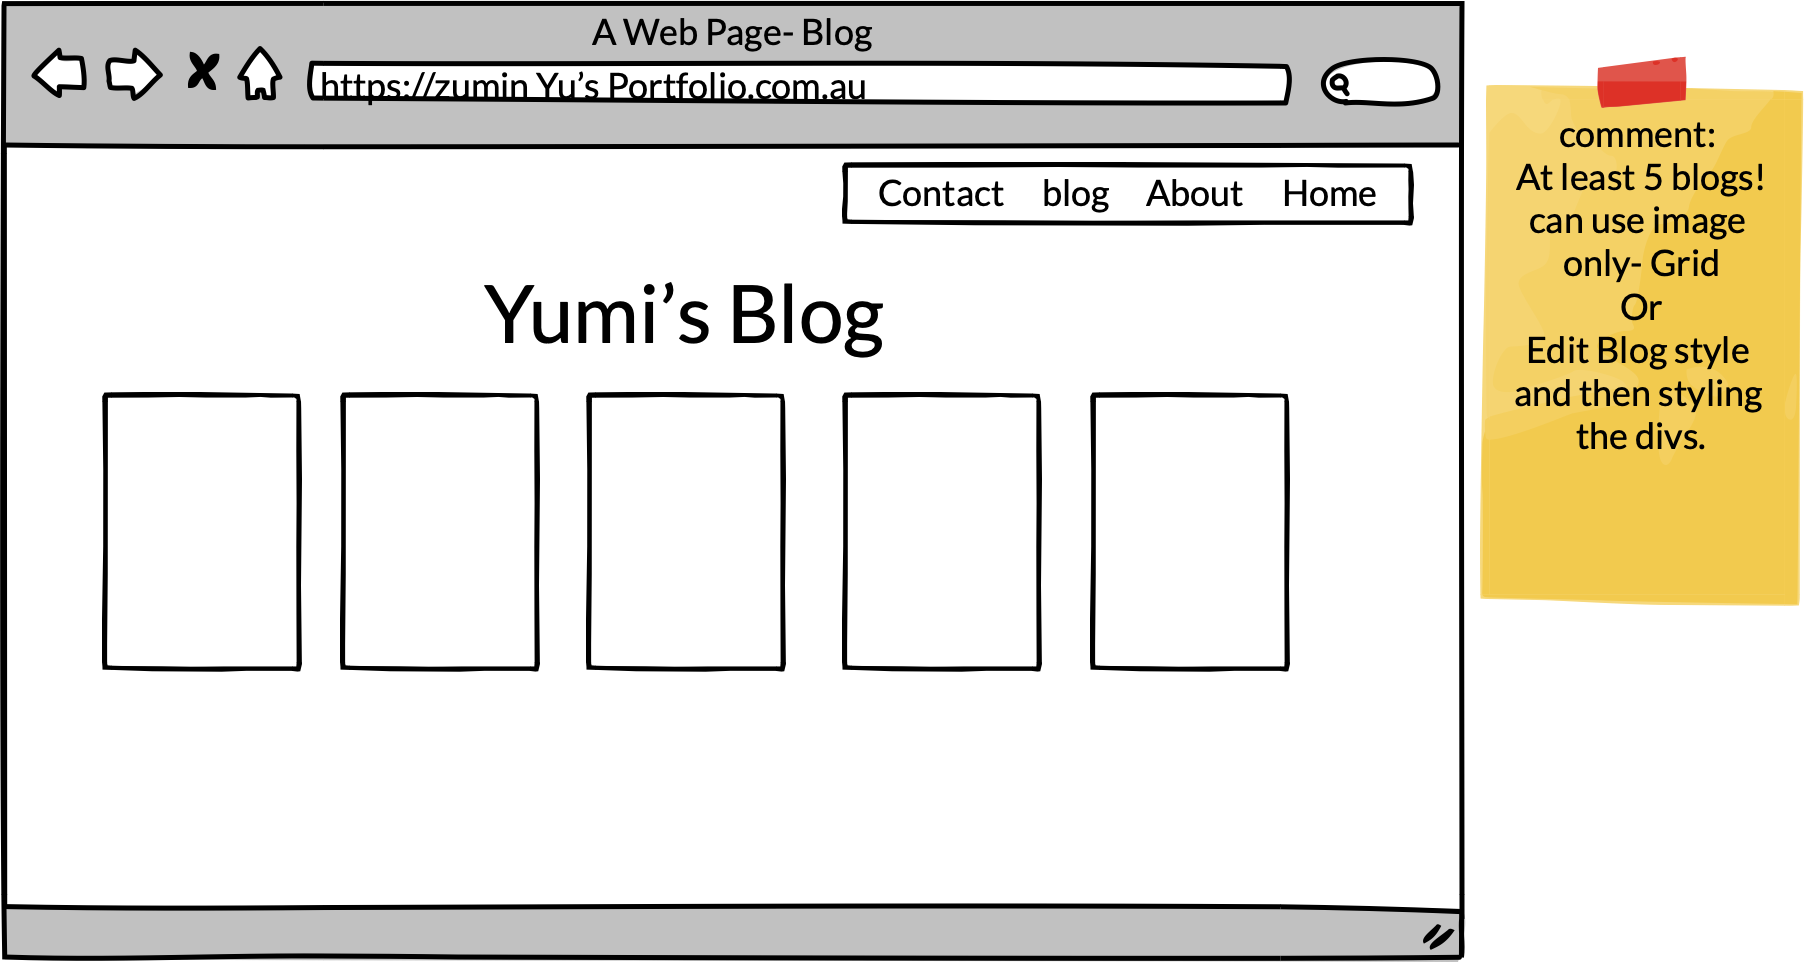 A Web Page- Blog
https://zumin Yu's Portfolio.com.au
Contact blog About Home
Yumi's Blog
comment:
At least 5 blogs!
can use image
only- Grid
Or
Edit Blog style
and then styling
the divs.